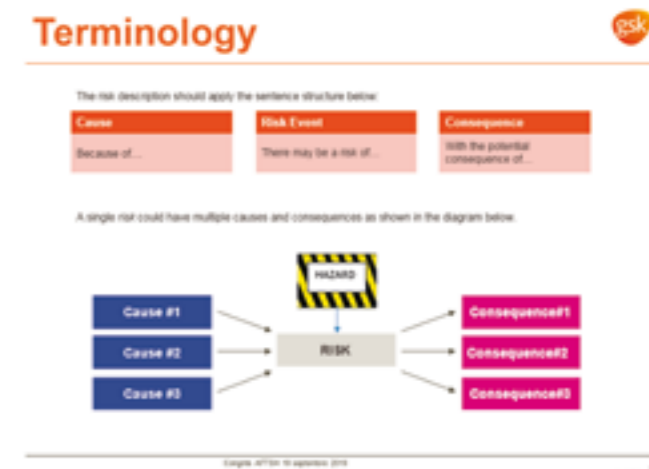 Terminology
gsk
The risk description should apply the sentence structure below:
Cause
Risk Event
Consequence
Because of...
There may be a risk of...
With the potential
consequence of...
A single risk could have multiple causes and consequences as shown in the diagram below.
HAZARD
Cause #1
Consequence#1
Cause #2
RISK
Consequence#2
Cause #3
Consequence#3